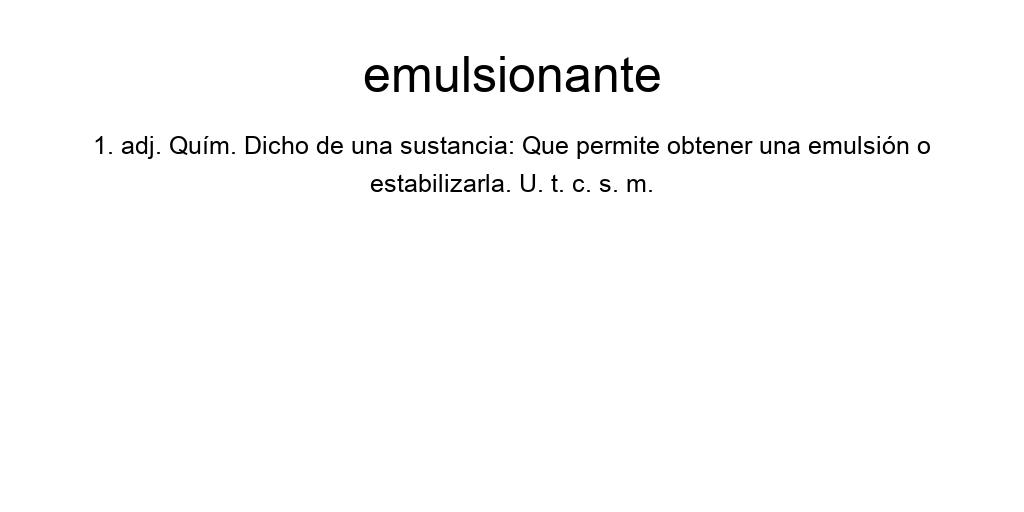 emulsionante
1. adj. Quím. Dicho de una sustancia: Que permite obtener una emulsión o
estabilizarla. U. t. c. s. m.